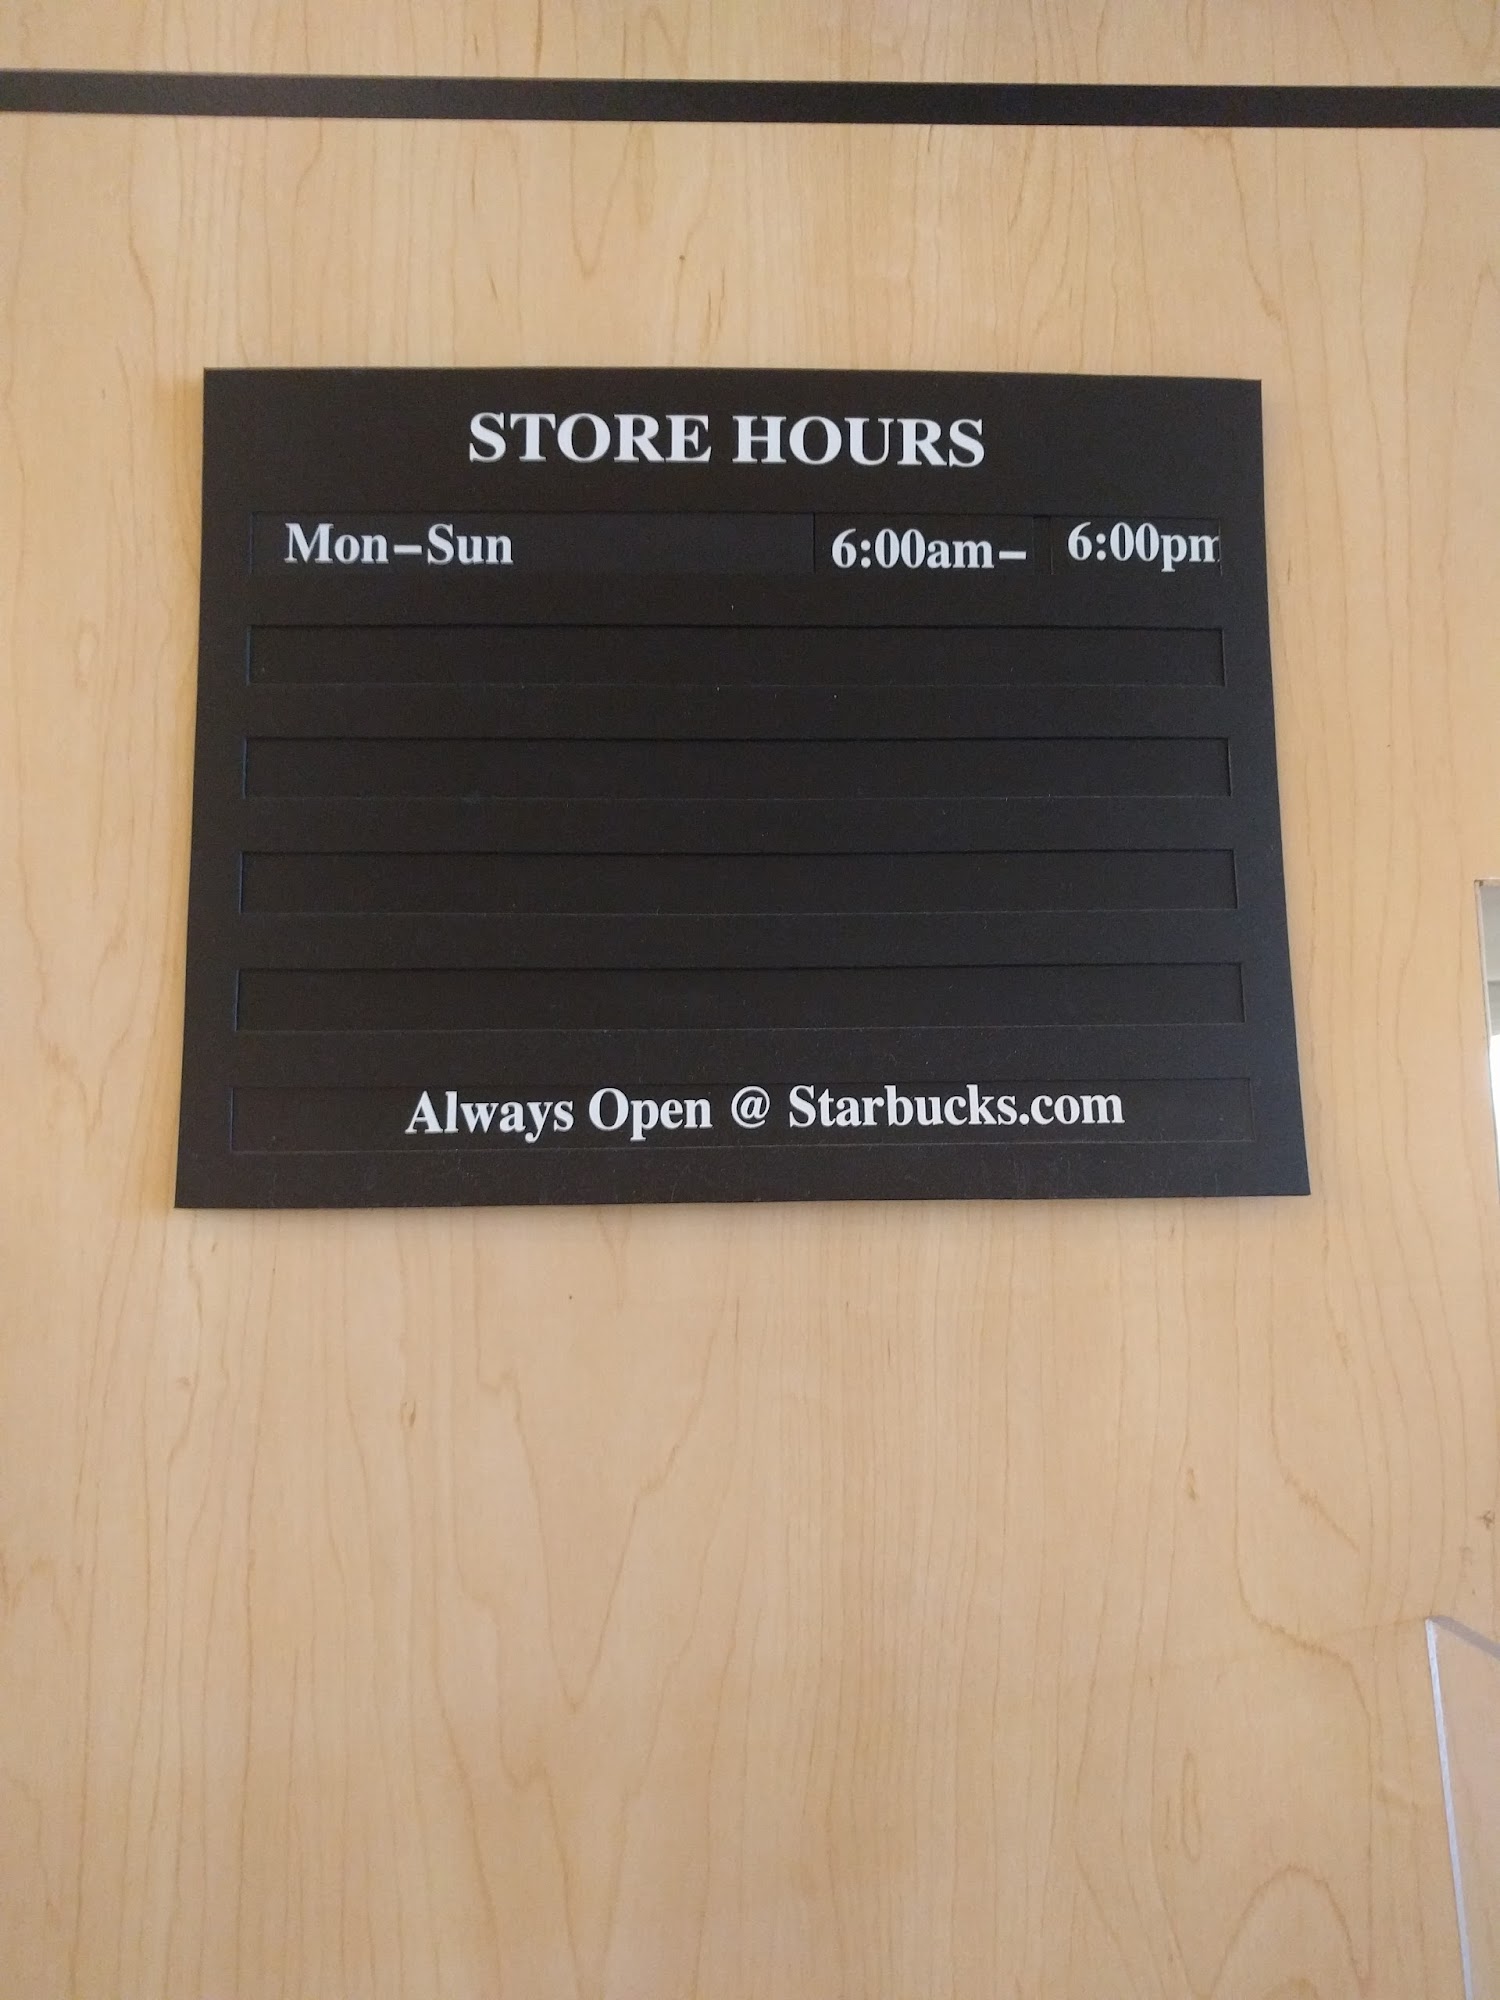 STORE HOURS
Mon–Sun 6:00am– 6:00pm
Always Open @ Starbucks.com